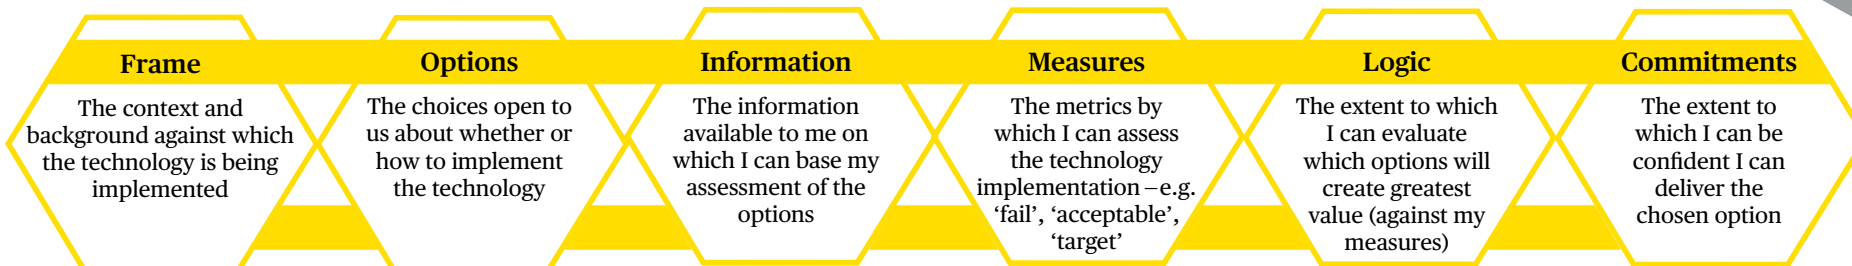 Frame
The context and
background against which
the technology is being
implemented
Options
The choices open to
us about whether or
how to implement
the technology
Information
The information
available to me on
which I can base my
assessment of the
options
Measures
The metrics by
which I can assess
the technology
implementation – e.g.
‘fail’, ‘acceptable’,
‘target’
Logic
The extent to which
I can evaluate
which options will
create greatest
value (against my
measures)
Commitments
The extent to
which I can be
confident I can
deliver the
chosen option